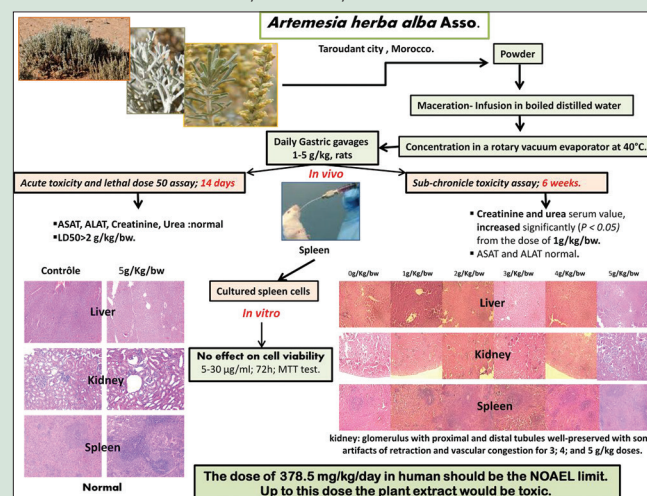 Artemesia herba alba Asso.
Taroudant city , Morocco.
Powder
Maceration- Infusion in boiled distilled water
Concentration in a rotary vacuum evaporator at 40°C.
Daily Gastric gavages
1-5 g/kg, rats
In vivo
Acute toxicity and lethal dose 50 assay; 14 days
Sub-chronicle toxicity assay; 6 weeks.
▪ASAT, ALAT, Creatinine, Urea :normal
▪LD50>2 g/kg/bw.
▪ Creatinine and urea serum value,
increased significantly (P < 0.05)
from the dose of 1g/kg/bw.
▪ ASAT and ALAT normal.
Spleen
Cultured spleen cells
In vitro
No effect on cell viability
5-30 µg/ml; 72h; MTT test.
Contrôle 5g/Kg/bw
Liver
Kidney
Spleen
Normal
0g/Kg/bw 1g/Kg/bw 2g/Kg/bw 3g/Kg/bw 4g/Kg/bw 5g/Kg/bw
Liver
Kidney
Spleen
kidney: glomerulus with proximal and distal tubules well-preserved with
artifacts of retraction and vascular congestion for 3; 4; and 5 g/kg doses.
The dose of 378.5 mg/kg/day in human should be the NOAEL limit.
Up to this dose the plant extract would be toxic.